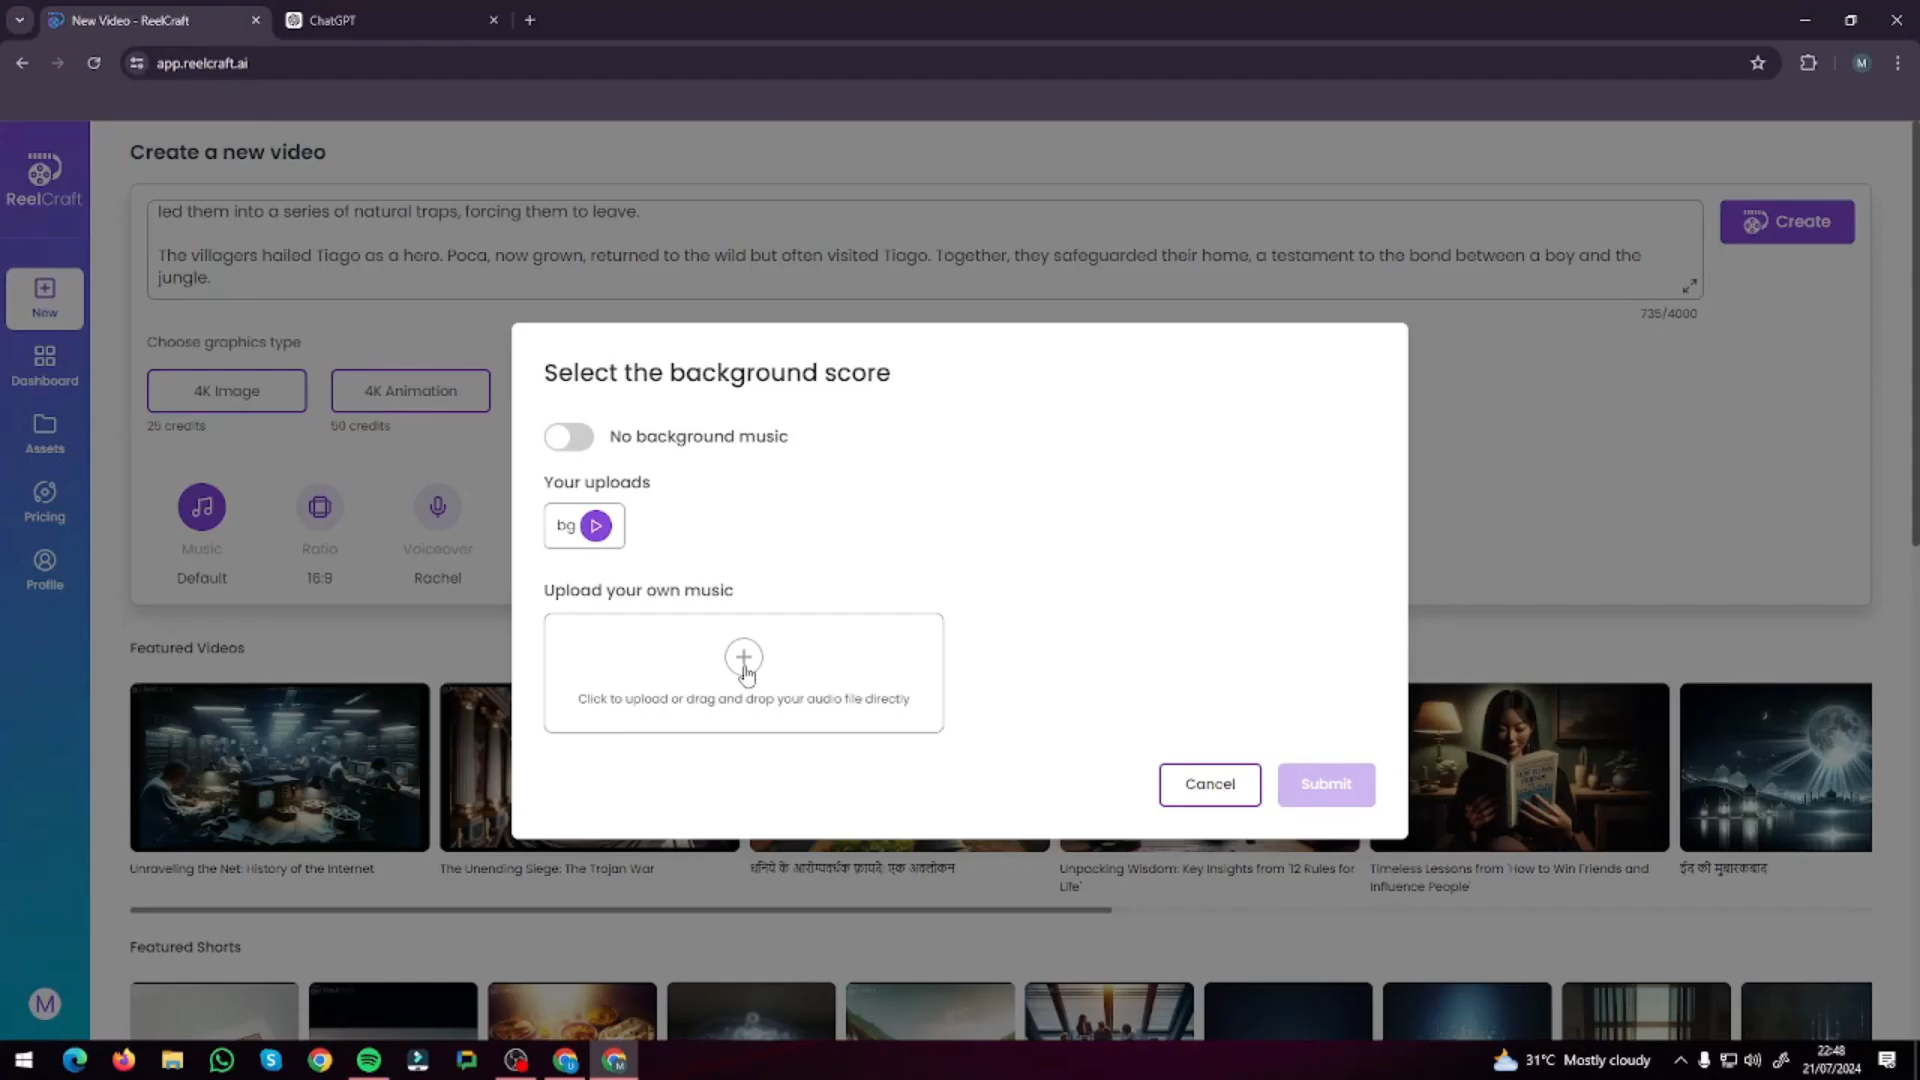 New Video - ReelCraft
ChatGPT
app.reelcraft.ai
M
ReelCraft
New
Dashboard
Assets
Pricing
Profile
M
Create a new video
led them into a series of natural traps, forcing them to leave.
The villagers hailed Tiago as a hero. Poca, now grown, returned to the wild but often visited Tiago. Together, they safeguarded their home, a testament to the bond between a boy and the
jungle.
Create
735/4000
Choose graphics type
4K Image
4K Animation
25 credits
50 credits
Music
Ratio
Voiceover
Default
16:9
Rachel
Select the background score
No background music
Your uploads
bg
Upload your own music
Click to upload or drag and drop your audio file directly
Cancel
Submit
Featured Videos
Unraveling the Net: History of the Internet
The Unending Siege: The Trojan War
धनिये के आरोग्यवर्धक फ़ायदे: एक अवलोकन
Unpacking Wisdom: Key Insights from '12 Rules for
Life'
Timeless Lessons from 'How to Win Friends and
Influence People'
ईद की मुबारकबाद
Featured Shorts
31°C Mostly cloudy
22:48
21/07/2024